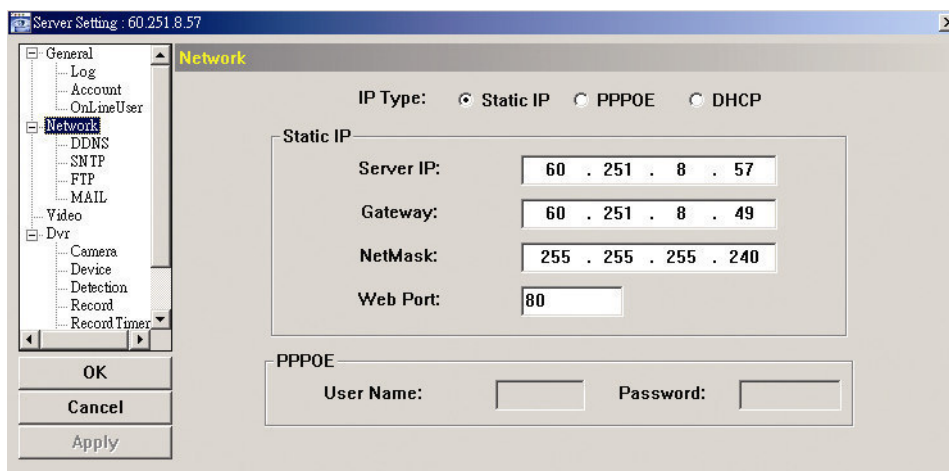 Server Setting : 60.251.8.57
General
Log
Account
OnLineUser
Network
DDNS
SNTP
FTP
MAIL
Video
Dvr
Camera
Device
Detection
Record
Record Timer
OK
Cancel
Apply
Network
IP Type: Static IP PPPOE DHCP
Static IP
Server IP: 60 . 251 . 8 . 57
Gateway: 60 . 251 . 8 . 49
NetMask: 255 . 255 . 255 . 240
Web Port: 80
PPPOE
User Name: Password: